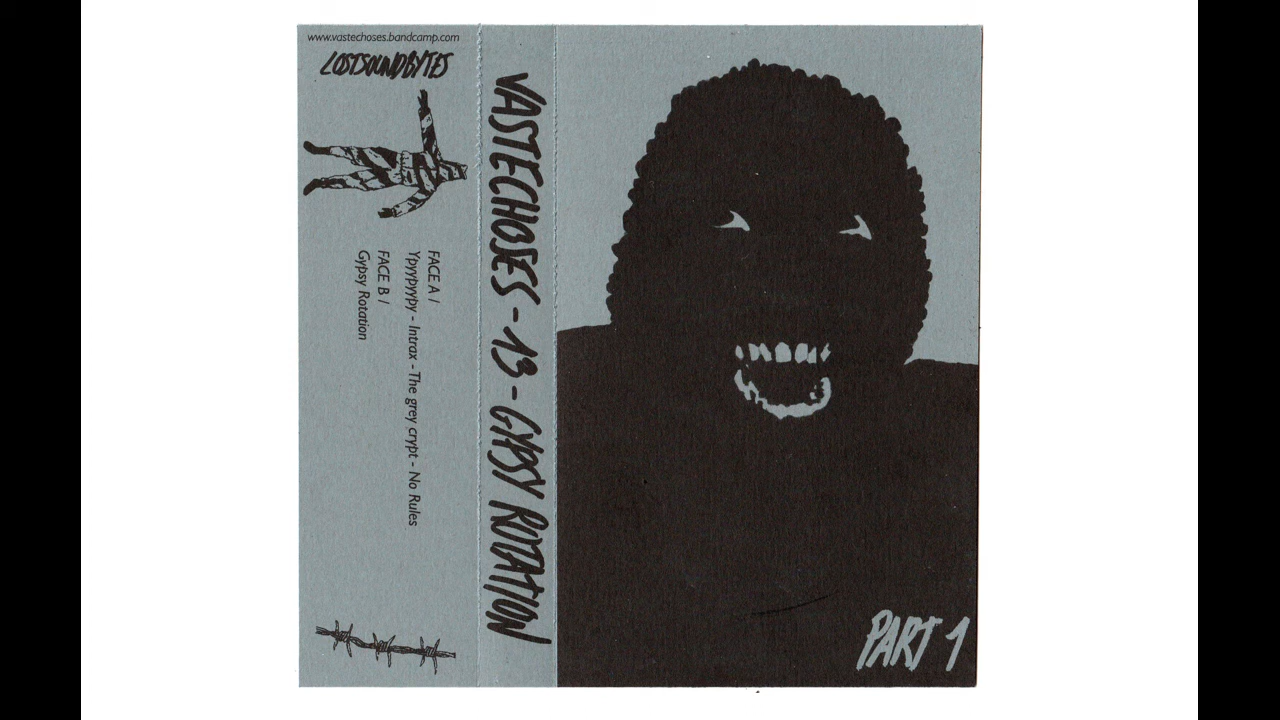 www.vastechoses.bandcamp.com
LOSTSOUNDBYTES
FACE A /
Ypyypyypy - Intrax - The grey crypt - No Rules
FACE B /
Gypsy Rotation
VASTECHOSES - 13 - GYPSY ROTATION
PART 1